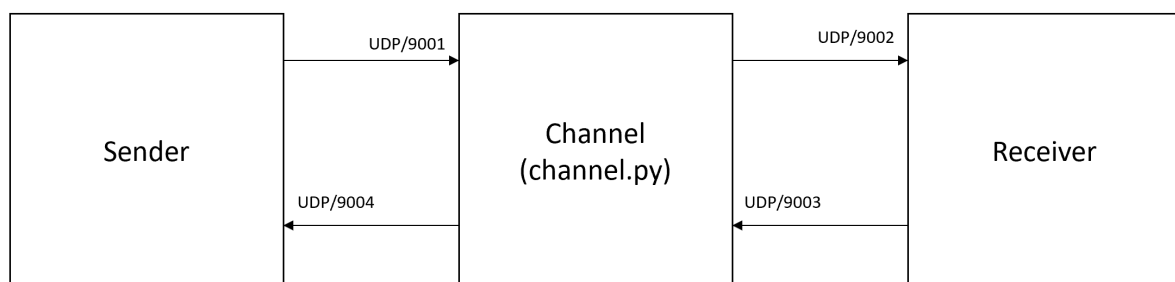 UDP/9001
UDP/9002
Sender
Channel
(channel.py)
Receiver
UDP/9004
UDP/9003